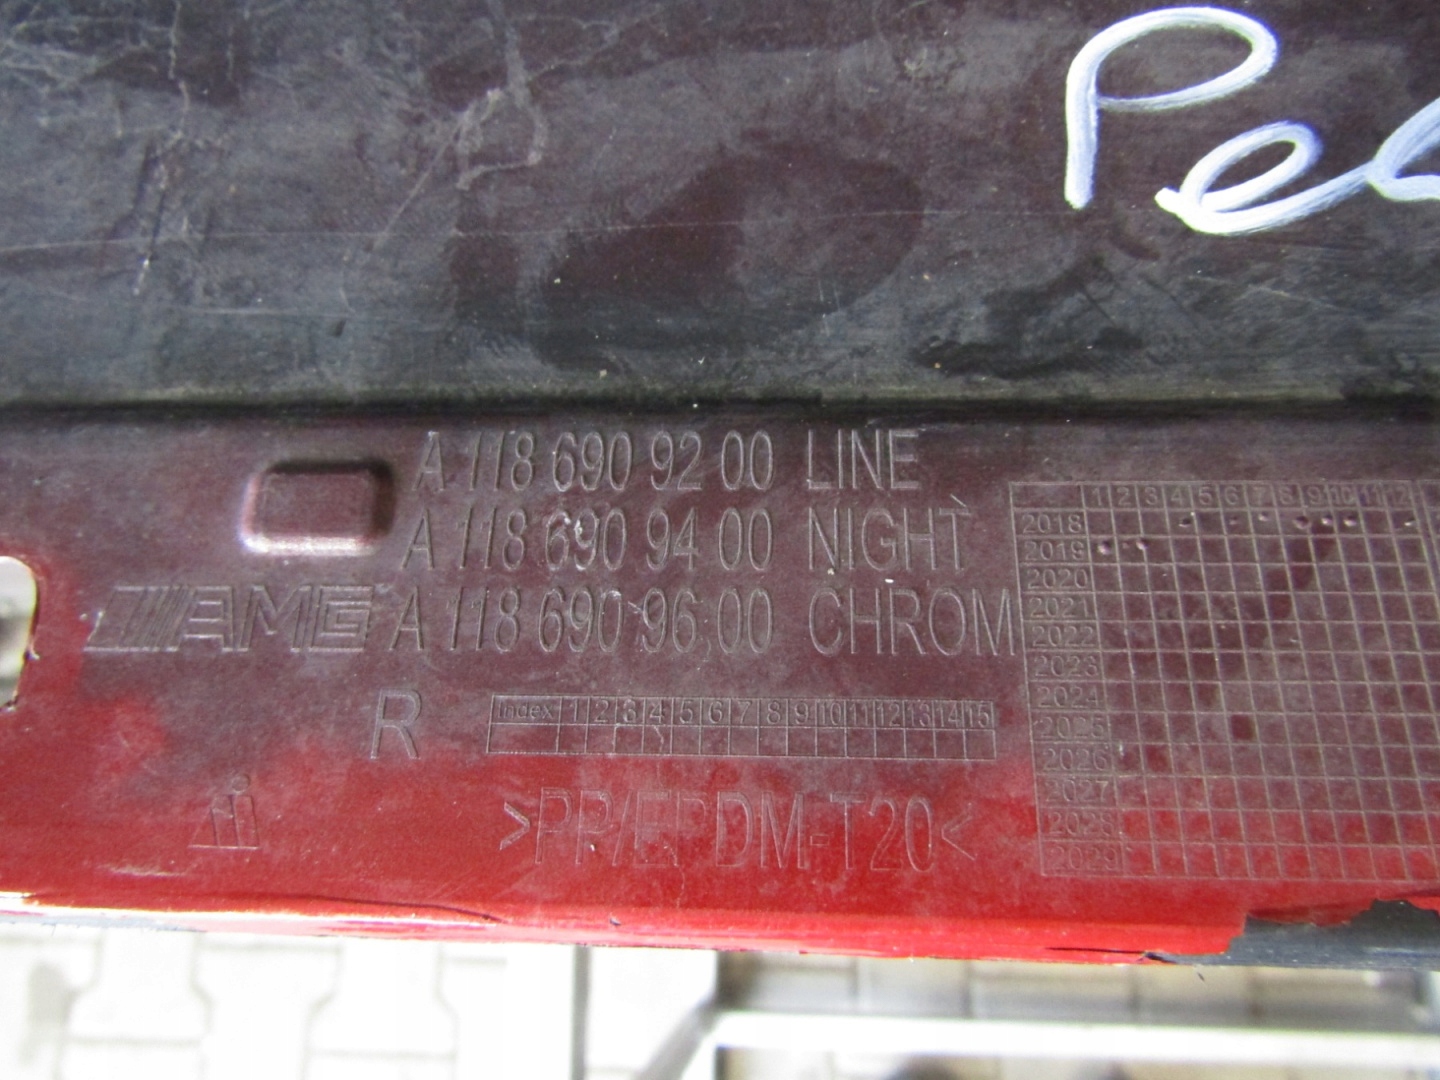 A 118 690 92 00 LINE
A 118 690 94 00 NIGHT
AMG A 118 690 96 00 CHROM
R
Index 1 2 3 4 5 6 7 8 9 10 11 12 13 14 15
>PP/EPDM-T20<
1 2 3 4 5 6 7 8 9 10 11 12
2018
2019
2020
2021
2022
2023
2024
2025
2026
2027
2028
2029